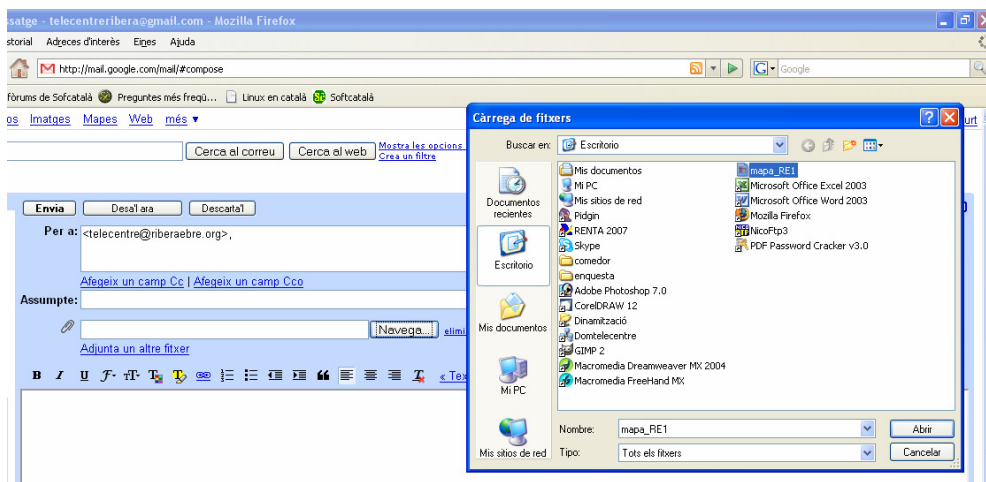 ssatge - telecentreribera@gmail.com - Mozilla Firefox
storial Adreces d'interès Eines Ajuda
http://mail.google.com/mail/#compose
Google
fòrums de Sofcatalà Preguntes més freqü... Linux en català Softcatalà
os Imatges Mapes Web més ▼
urt
Cerca al correu Cerca al web Mostra les opcions
Crea un filtre
Envia Desa'l ara Descarta'l
Per a: <telecentre@riberaebre.org>,
Afegeix un camp Cc | Afegeix un camp Cco
Assumpte:
Navega... elimi
Adjunta un altre fitxer
B I U « Tex
Càrrega de fitxers
Buscar en: Escritorio
Documentos recientes
Escritorio
Mis documentos
Mi PC
Mis sitios de red
Mis documentos
Mi PC
Mis sitios de red
Pidgin
RENTA 2007
Skype
comedor
enquesta
Adobe Photoshop 7.0
CorelDRAW 12
Dinamització
Domtelecentre
GIMP 2
Macromedia Dreamweaver MX 2004
Macromedia FreeHand MX
mapa_RE1
Microsoft Office Excel 2003
Microsoft Office Word 2003
Mozilla Firefox
NicoFtp3
PDF Password Cracker v3.0
Nombre: mapa_RE1 Abrir
Tipo: Tots els fitxers Cancelar